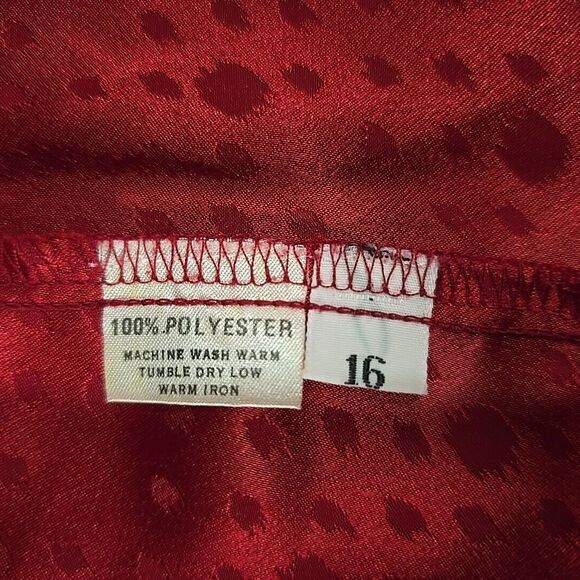 100% POLYESTER
MACHINE WASH WARM
TUMBLE DRY LOW
WARM IRON
16